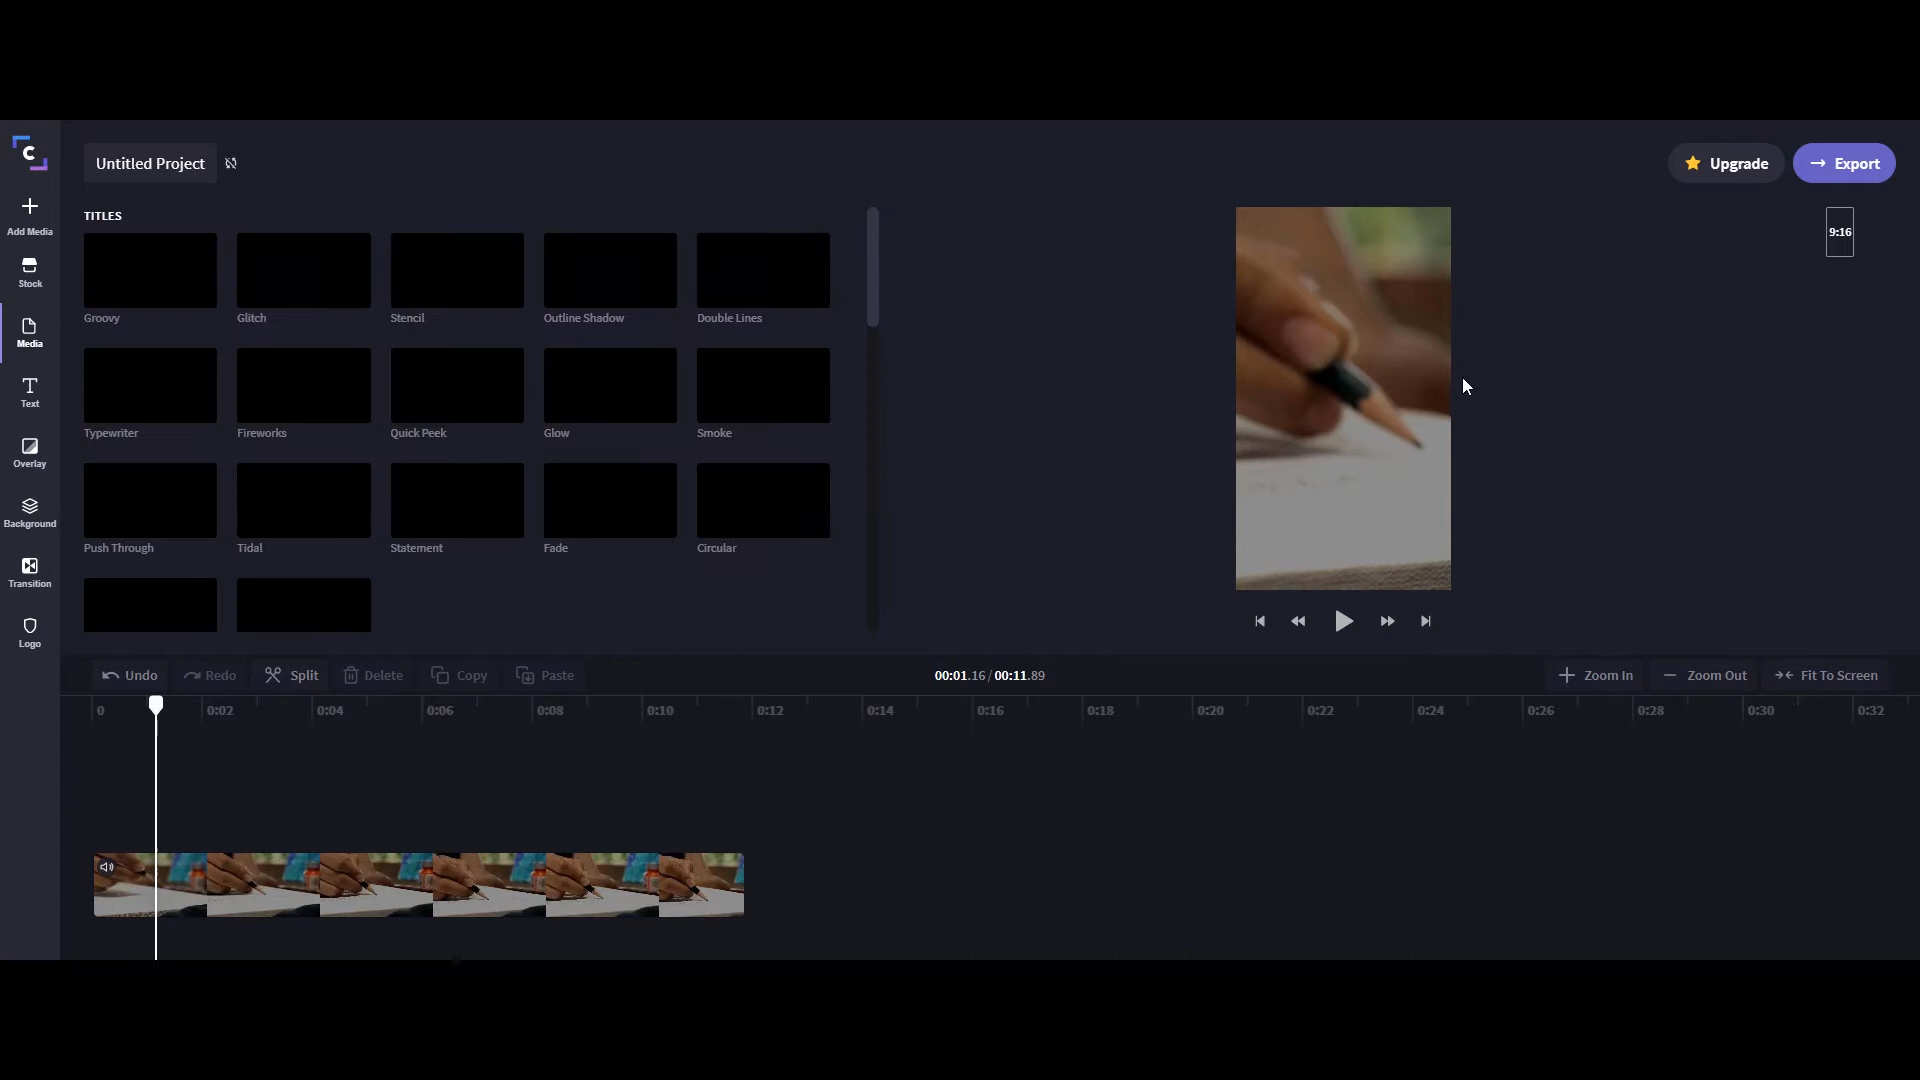 Untitled Project
Upgrade
Export
Add Media
Stock
Media
Text
Overlay
Background
Transition
Logo
TITLES
Groovy
Glitch
Stencil
Outline Shadow
Double Lines
Typewriter
Fireworks
Quick Peek
Glow
Smoke
Push Through
Tidal
Statement
Fade
Circular
9:16
Undo
Redo
Split
Delete
Copy
Paste
00:01.16 / 00:11.89
Zoom In
Zoom Out
Fit To Screen
0 0:02 0:04 0:06 0:08 0:10 0:12 0:14 0:16 0:18 0:20 0:22 0:24 0:26 0:28 0:30 0:32